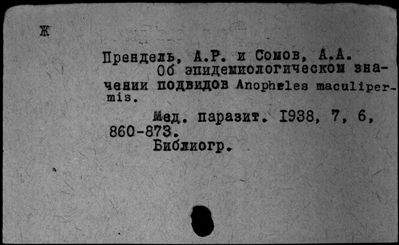 Ж
Прендель, А.Р. и Сомов, А.А.
Об эпидемиологическом зна-
чении подвидов Anopheles maculiper-
mis.
Мед. паразит. 1938, 7, 6,
860-873.
Библиогр.